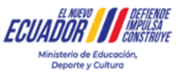 EL NUEVO
ECUADOR
DEFIENDE
IMPULSA
CONSTRUYE
Ministerio de Educación,
Deporte y Cultura